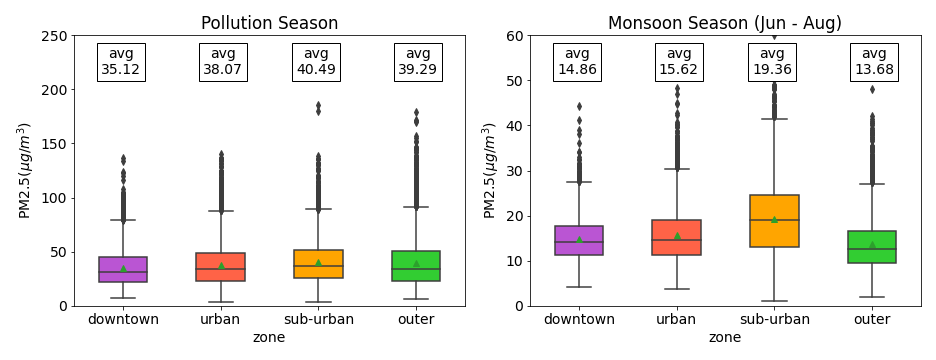 Pollution Season
250
200
150
100
50
0
PM2.5(μg/m³)
avg
35.12
avg
38.07
avg
40.49
avg
39.29
downtown
urban
sub-urban
outer
zone
Monsoon Season (Jun - Aug)
60
50
40
30
20
10
0
PM2.5(μg/m³)
avg
14.86
avg
15.62
avg
19.36
avg
13.68
downtown
urban
sub-urban
outer
zone